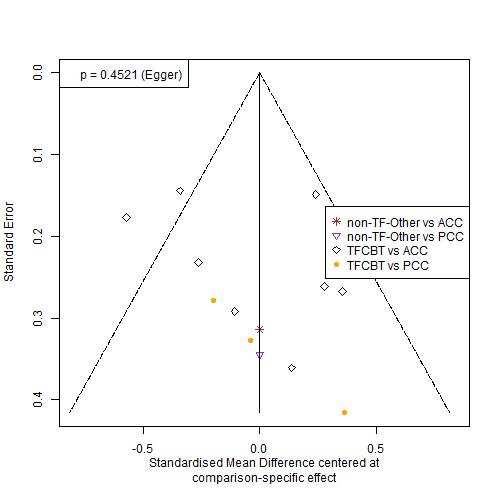 p = 0.4521 (Egger)
0.0
0.1
0.2
0.3
0.4
Standard Error
non-TF-Other vs ACC
non-TF-Other vs PCC
TFCBT vs ACC
TFCBT vs PCC
-0.5
0.0
0.5
Standardised Mean Difference centered at
comparison-specific effect